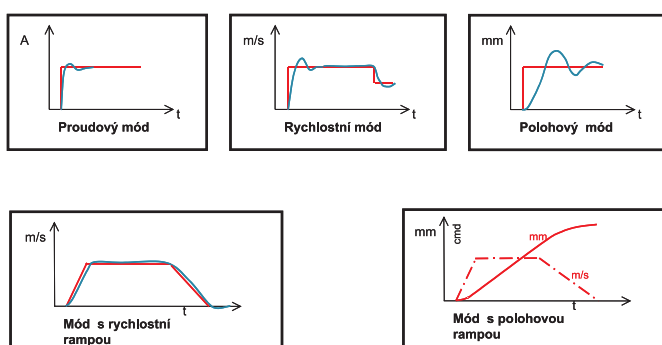 A
t
Proudový mód
m/s
t
Rychlostní mód
mm
t
Polohový mód
m/s
t
Mód s rychlostní
rampou
mm
cmd
mm
m/s
t
Mód s polohovou
rampou